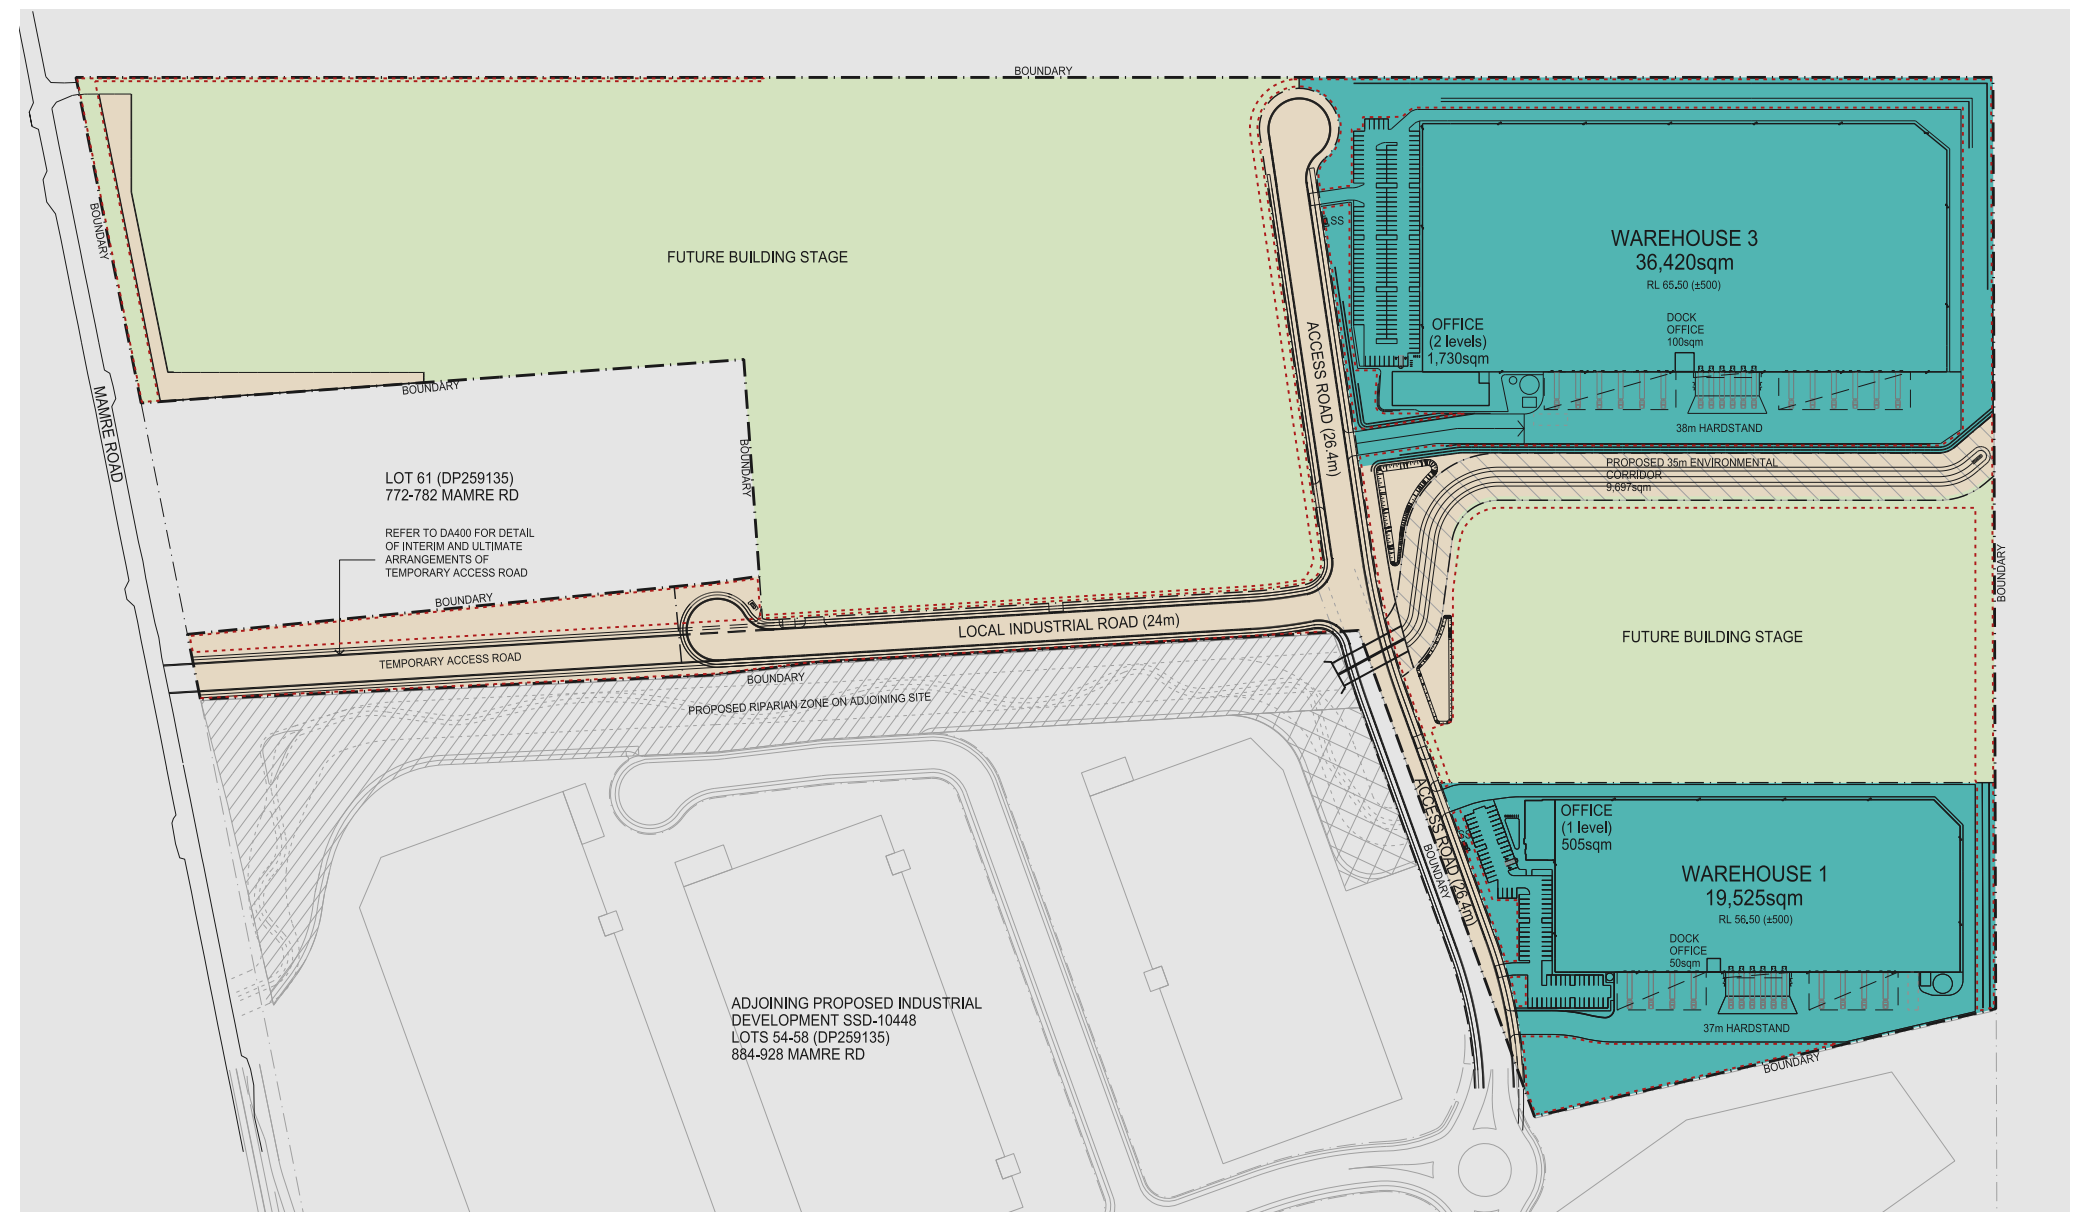 BOUNDARY
BOUNDARY
FUTURE BUILDING STAGE
WAREHOUSE 3
36,420sqm
RL 65.50 (±500)
SS
DOCK
OFFICE
100sqm
OFFICE
(2 levels)
1,730sqm
38m HARDSTAND
ACCESS ROAD (26.4m)
BOUNDARY
MAMRE ROAD
BOUNDARY
LOT 61 (DP259135)
772-782 MAMRE RD
REFER TO DA400 FOR DETAIL
OF INTERIM AND ULTIMATE
ARRANGEMENTS OF
TEMPORARY ACCESS ROAD
PROPOSED 35m ENVIRONMENTAL
CORRIDOR
9,697sqm
BOUNDARY
BOUNDARY
LOCAL INDUSTRIAL ROAD (24m)
FUTURE BUILDING STAGE
TEMPORARY ACCESS ROAD
BOUNDARY
PROPOSED RIPARIAN ZONE ON ADJOINING SITE
ACCESS ROAD (26.4m)
BOUNDARY
SS
OFFICE
(1 level)
505sqm
WAREHOUSE 1
19,525sqm
RL 56.50 (±500)
DOCK
OFFICE
50sqm
37m HARDSTAND
BOUNDARY
ADJOINING PROPOSED INDUSTRIAL
DEVELOPMENT SSD-10448
LOTS 54-58 (DP259135)
884-928 MAMRE RD